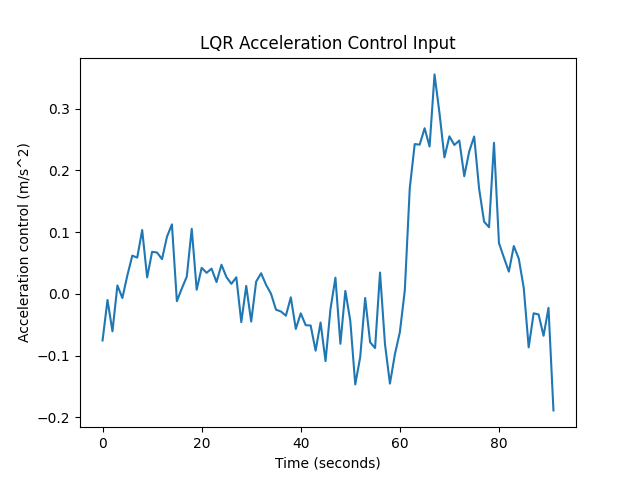 LQR Acceleration Control Input
Acceleration control (m/s^2)
0.3
0.2
0.1
0.0
−0.1
−0.2
0 20 40 60 80
Time (seconds)